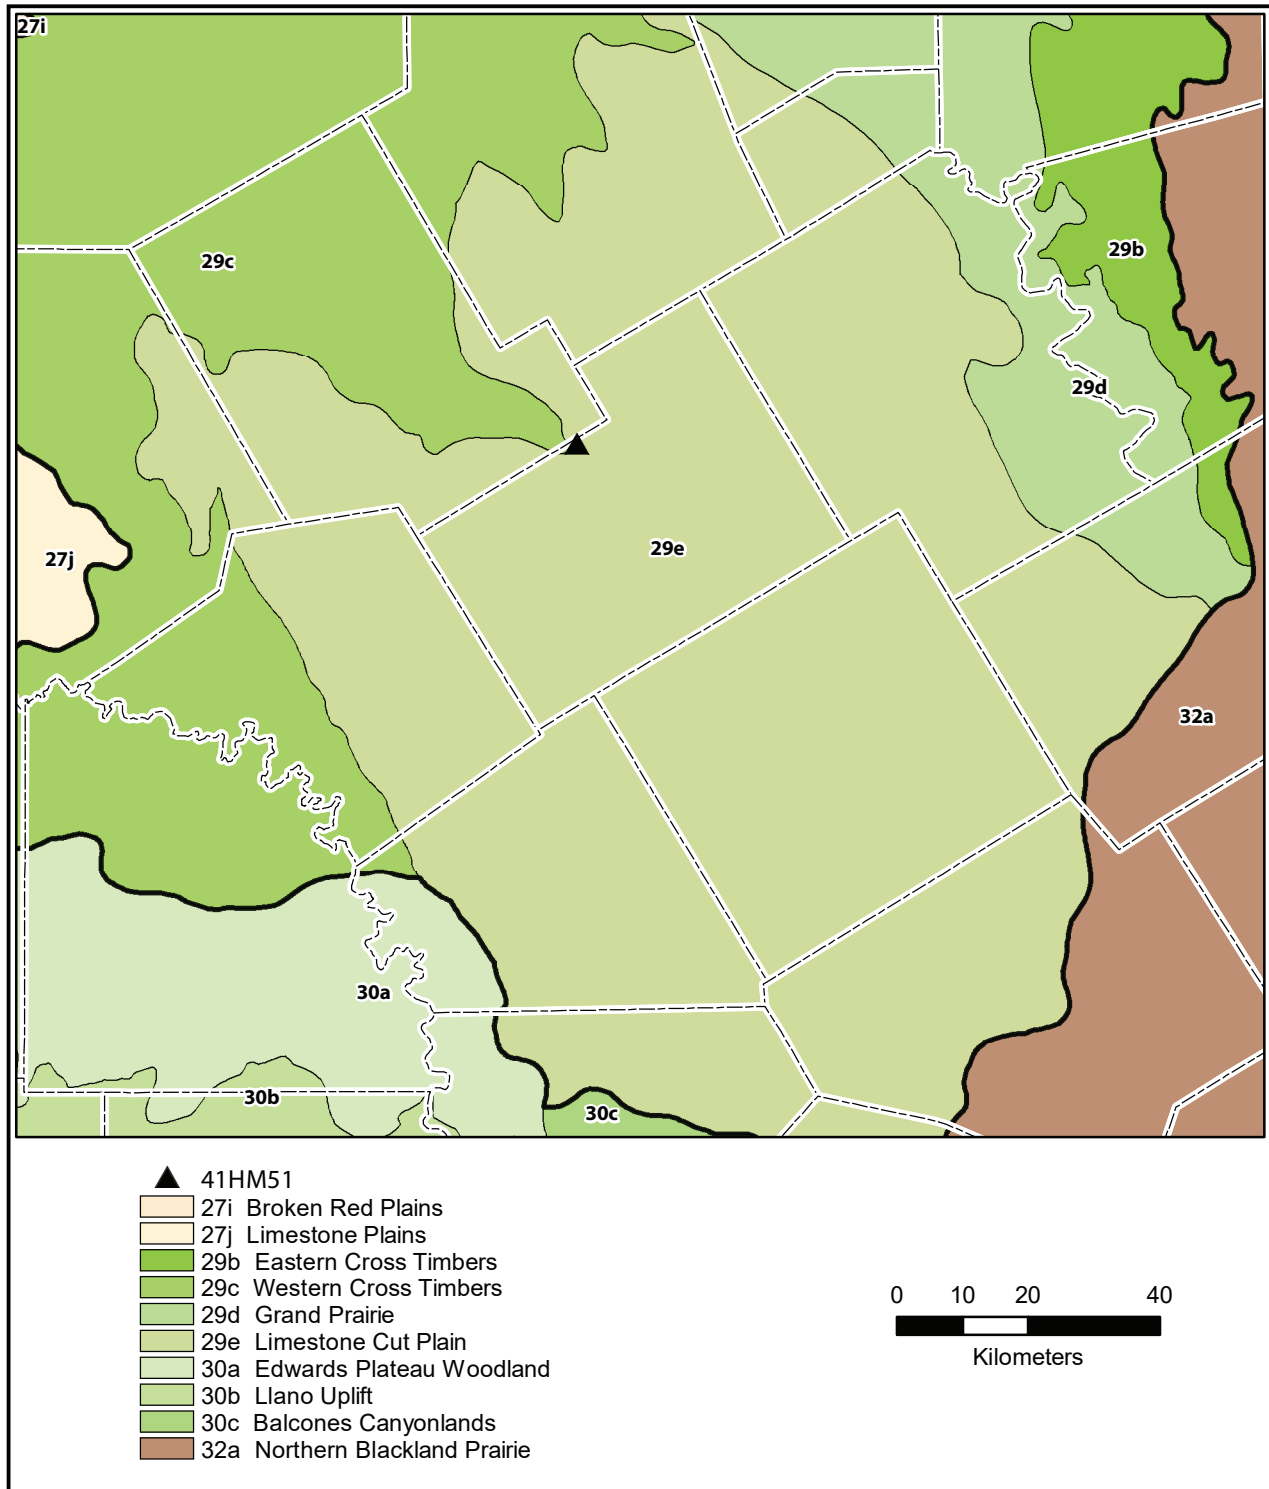 27i
29c
29b
29d
27j
29e
32a
30a
30b
30c
41HM51
27i Broken Red Plains
27j Limestone Plains
29b Eastern Cross Timbers
29c Western Cross Timbers
29d Grand Prairie
29e Limestone Cut Plain
30a Edwards Plateau Woodland
30b Llano Uplift
30c Balcones Canyonlands
32a Northern Blackland Prairie
0 10 20 40
Kilometers